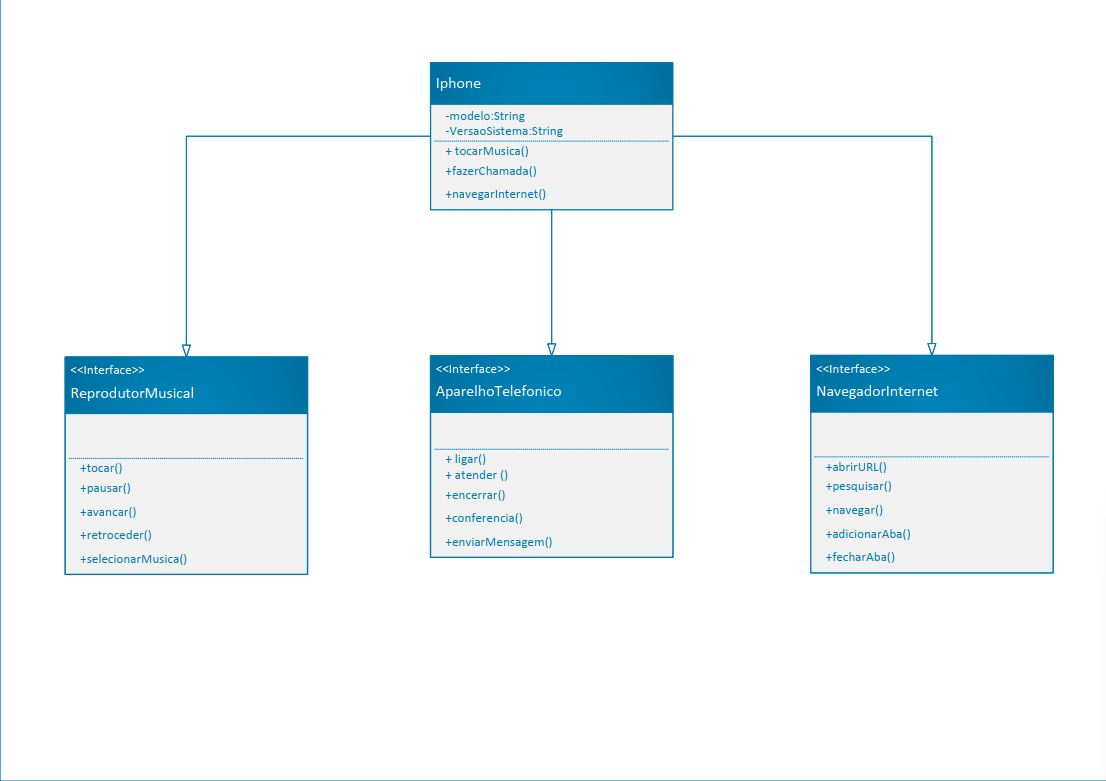 Iphone
-modelo:String
-VersaoSistema:String
+ tocarMusica()
+fazerChamada()
+navegarInternet()
<<Interface>>
ReprodutorMusical
+tocar()
+pausar()
+avancar()
+retroceder()
+selecionarMusica()
<<Interface>>
AparelhoTelefonico
+ ligar()
+ atender ()
+encerrar()
+conferencia()
+enviarMensagem()
<<Interface>>
NavegadorInternet
+abrirURL()
+pesquisar()
+navegar()
+adicionarAba()
+fecharAba()